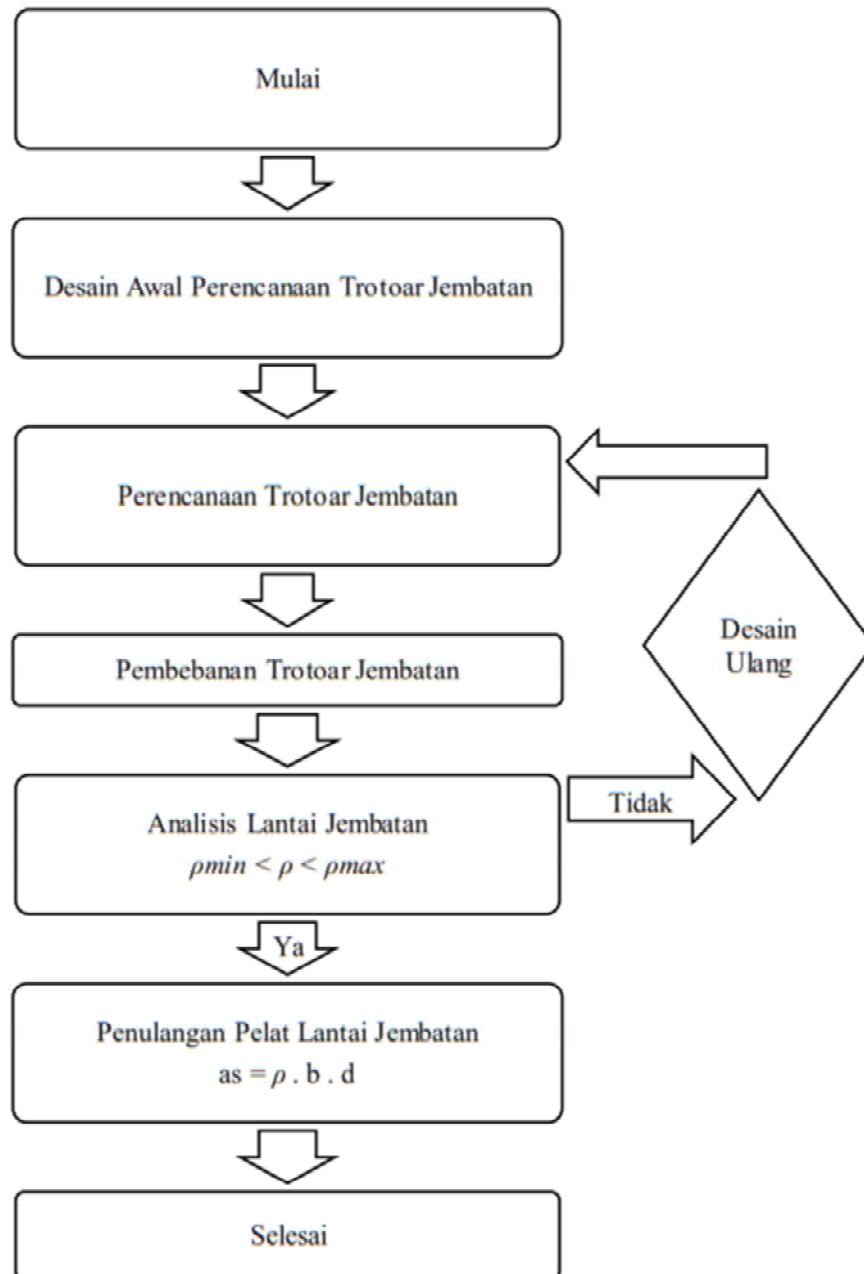 Mulai
Desain Awal Perencanaan Trotoar Jembatan
Perencanaan Trotoar Jembatan
Desain
Ulang
Pembebanan Trotoar Jembatan
Analisis Lantai Jembatan
ρmin < ρ < ρmax
Tidak
Ya
Penulangan Pelat Lantai Jembatan
as = ρ . b . d
Selesai